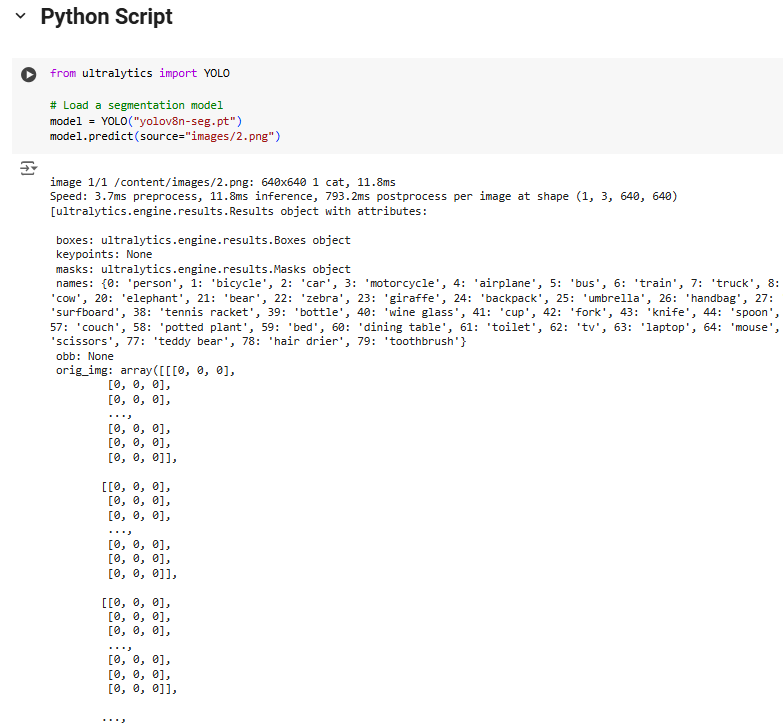 Python Script
from ultralytics import YOLO
# Load a segmentation model
model = YOLO("yolov8n-seg.pt")
model.predict(source="images/2.png")
image 1/1 /content/images/2.png: 640x640 1 cat, 11.8ms
Speed: 3.7ms preprocess, 11.8ms inference, 793.2ms postprocess per image at shape (1, 3, 640, 640)
[ultralytics.engine.results.Results object with attributes:
boxes: ultralytics.engine.results.Boxes object
keypoints: None
masks: ultralytics.engine.results.Masks object
names: {0: 'person', 1: 'bicycle', 2: 'car', 3: 'motorcycle', 4: 'airplane', 5: 'bus', 6: 'train', 7: 'truck', 8:
'cow', 20: 'elephant', 21: 'bear', 22: 'zebra', 23: 'giraffe', 24: 'backpack', 25: 'umbrella', 26: 'handbag', 27:
'surfboard', 38: 'tennis racket', 39: 'bottle', 40: 'wine glass', 41: 'cup', 42: 'fork', 43: 'knife', 44: 'spoon',
57: 'couch', 58: 'potted plant', 59: 'bed', 60: 'dining table', 61: 'toilet', 62: 'tv', 63: 'laptop', 64: 'mouse',
'scissors', 77: 'teddy bear', 78: 'hair drier', 79: 'toothbrush'}
obb: None
orig_img: array([[[0, 0, 0],
[0, 0, 0],
[0, 0, 0],
...,
[0, 0, 0],
[0, 0, 0],
[0, 0, 0]],
[[0, 0, 0],
[0, 0, 0],
[0, 0, 0],
...,
[0, 0, 0],
[0, 0, 0],
[0, 0, 0]],
[[0, 0, 0],
[0, 0, 0],
[0, 0, 0],
...,
[0, 0, 0],
[0, 0, 0],
[0, 0, 0]],
...,